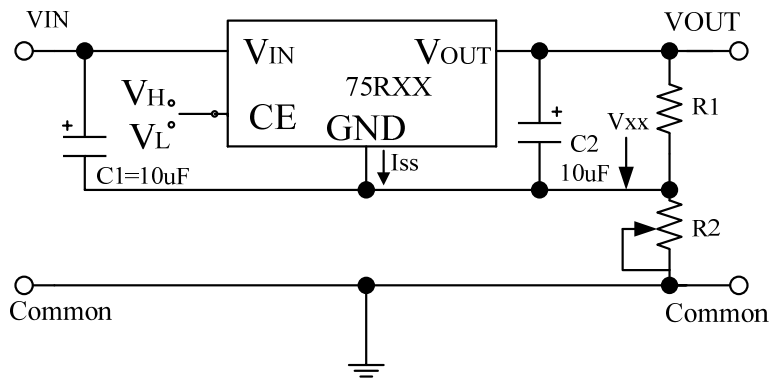 VIN
VOUT
VIN
VOUT
75RXX
VH
CE
VL
GND
R1
Vxx
+
+
C2
10uF
Iss
C1=10uF
R2
Common
Common